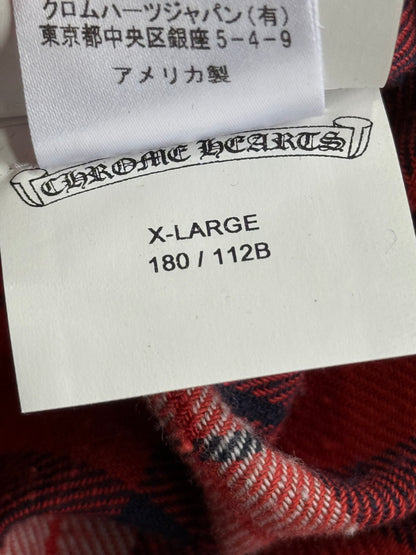 クロムハーツジャパン(有)
東京都中央区銀座5-4-9
アメリカ製
CHROME HEARTS
X-LARGE
180 / 112B